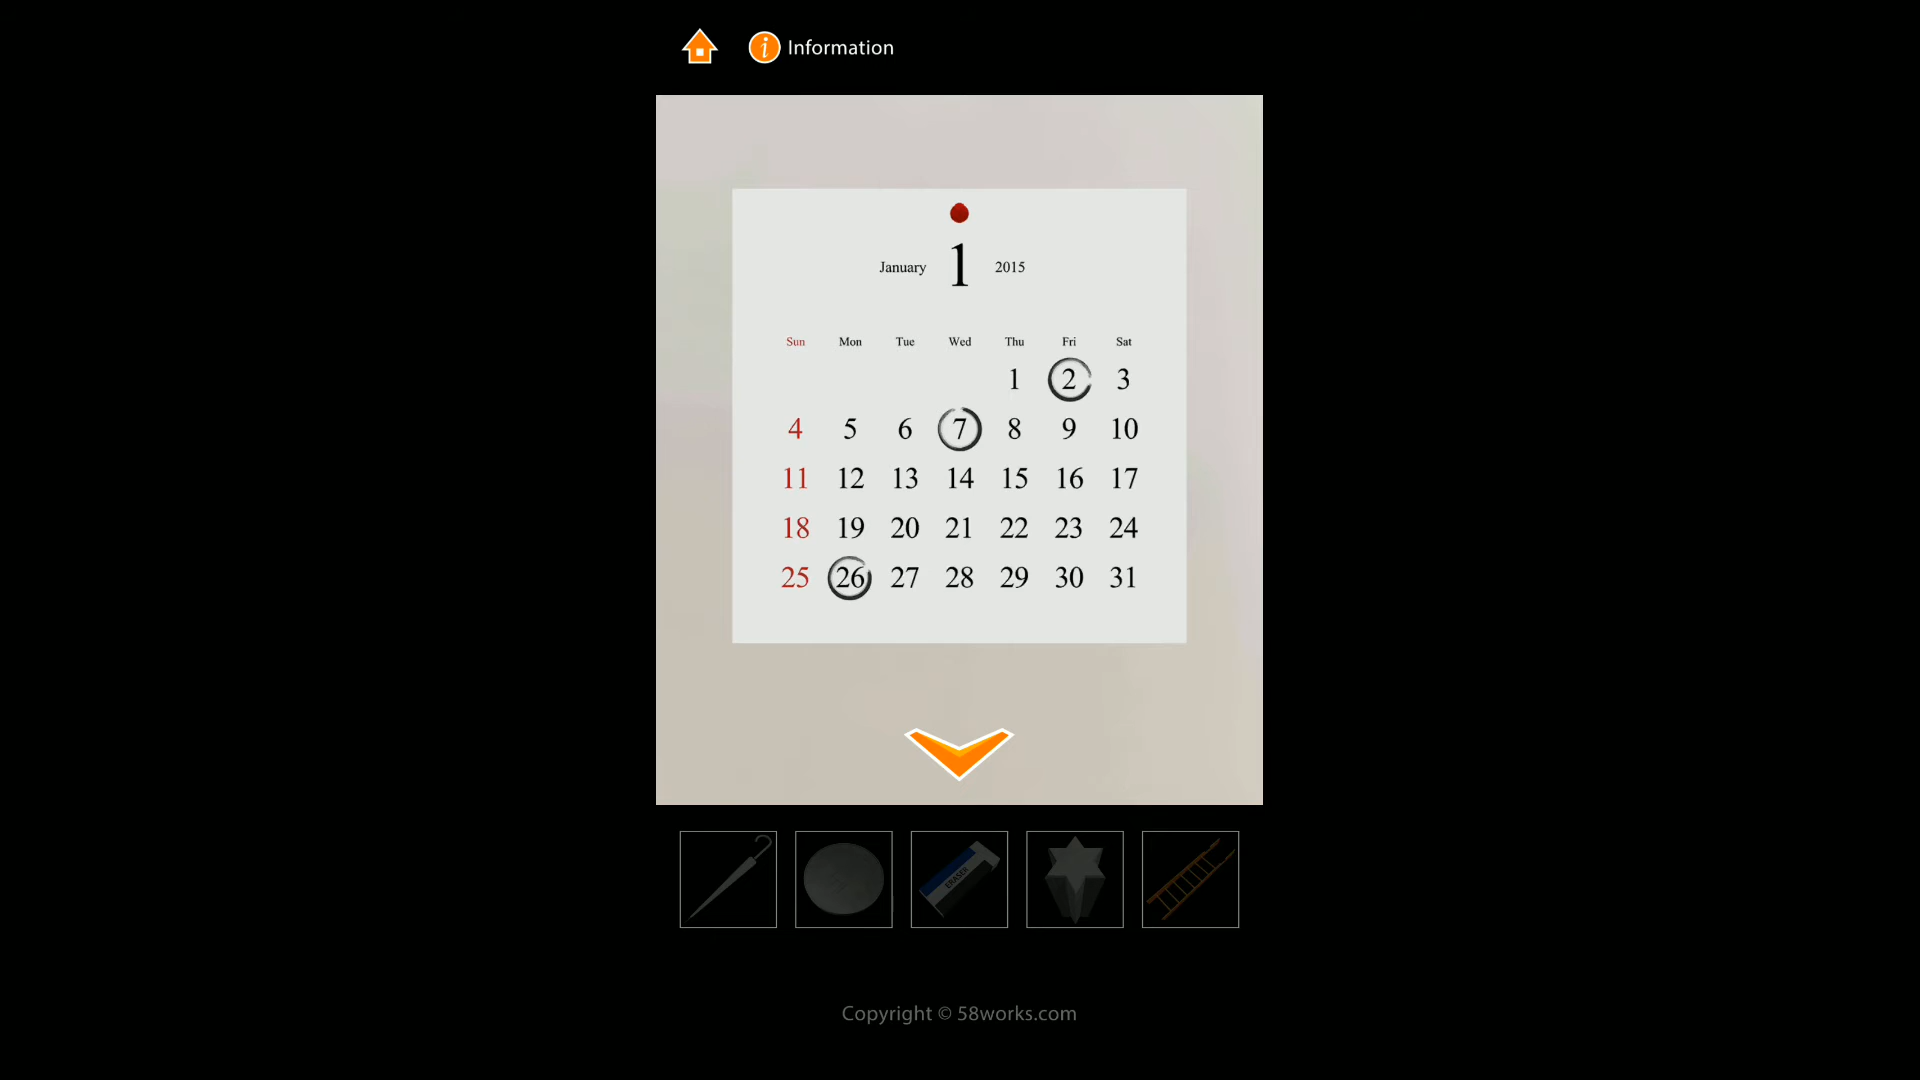 Information
January 1 2015
Sun Mon Tue Wed Thu Fri Sat
1 2 3
4 5 6 7 8 9 10
11 12 13 14 15 16 17
18 19 20 21 22 23 24
25 26 27 28 29 30 31
ERASER
Copyright © 58works.com